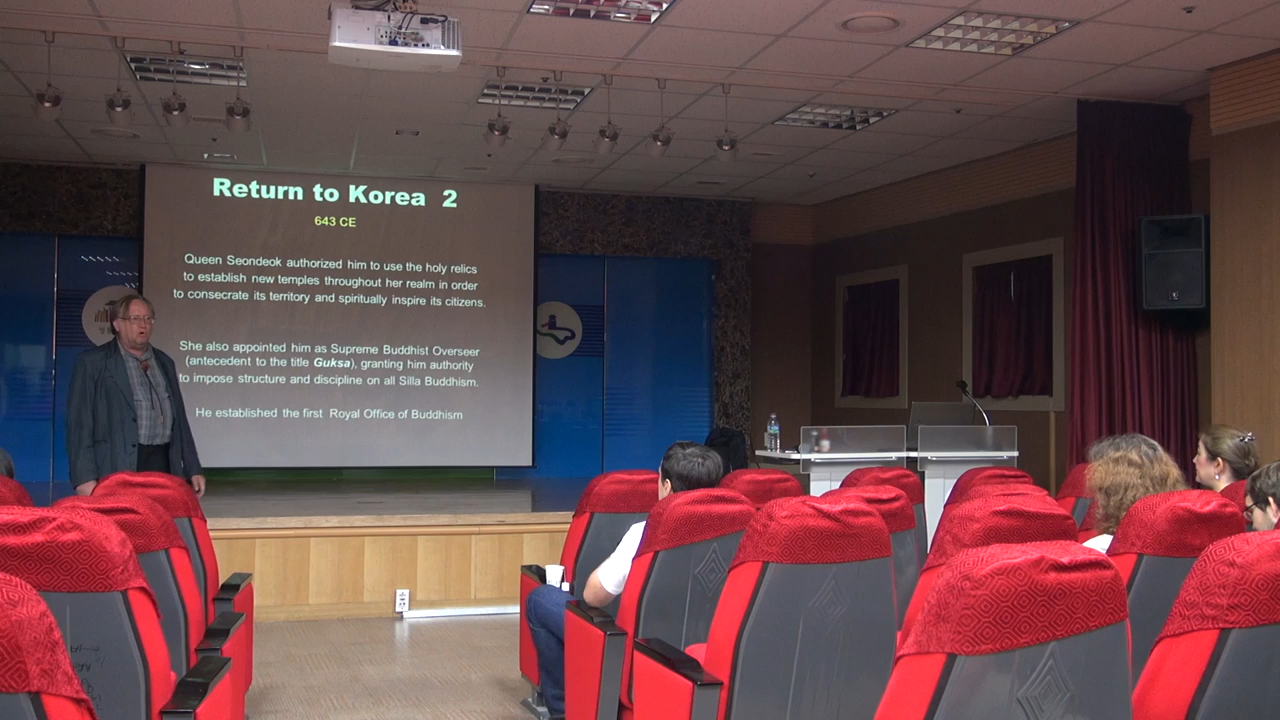 Return to Korea 2
643 CE
Queen Seondeok authorized him to use the holy relics
to establish new temples throughout her realm in order
to consecrate its territory and spiritually inspire its citizens.
She also appointed him as Supreme Buddhist Overseer
(antecedent to the title Guksa), granting him authority
to impose structure and discipline on all Silla Buddhism.
He established the first Royal Office of Buddhism